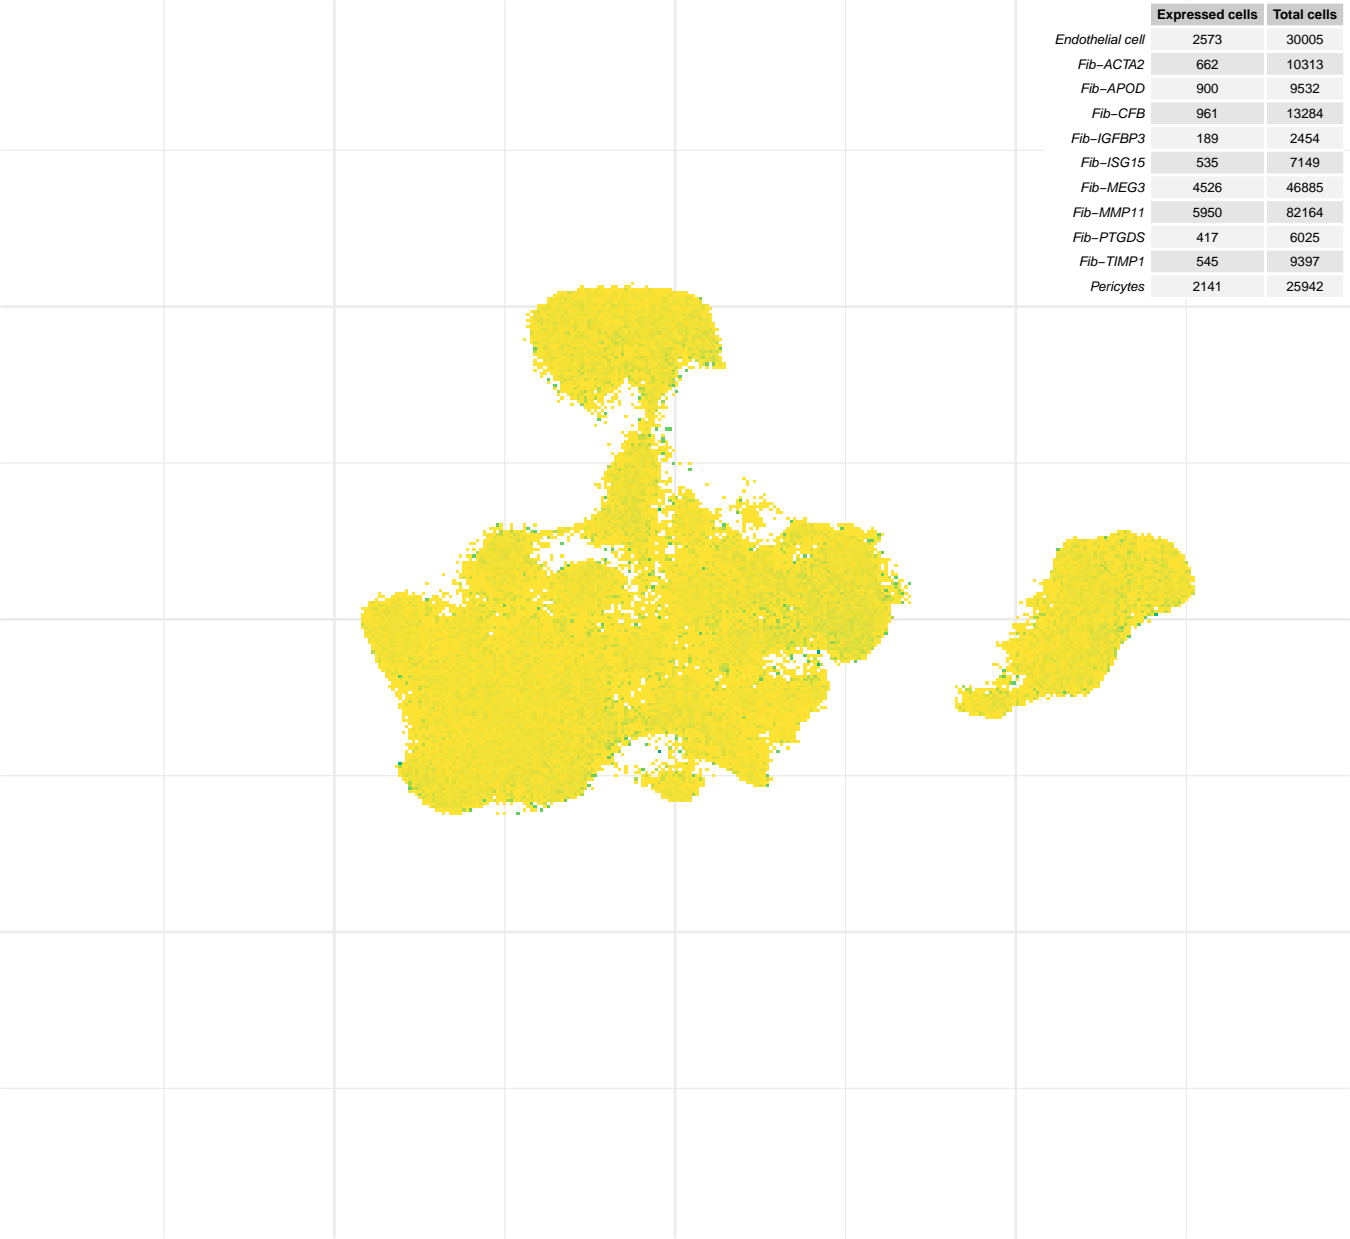 Expressed cells Total cells
Endothelial cell 2573 30005
Fib−ACTA2 662 10313
Fib−APOD 900 9532
Fib−CFB 961 13284
Fib−IGFBP3 189 2454
Fib−ISG15 535 7149
Fib−MEG3 4526 46885
Fib−MMP11 5950 82164
Fib−PTGDS 417 6025
Fib−TIMP1 545 9397
Pericytes 2141 25942